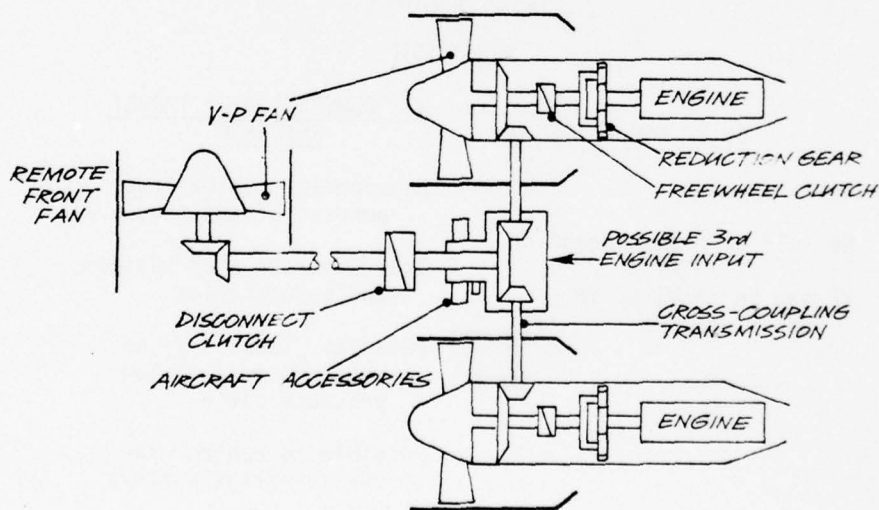 ENGINE
V-P FAN
REDUCTION GEAR
FREEWHEEL CLUTCH
REMOTE
FRONT
FAN
POSSIBLE 3rd
ENGINE INPUT
DISCONNECT
CLUTCH
CROSS-COUPLING
TRANSMISSION
AIRCRAFT ACCESSORIES
ENGINE